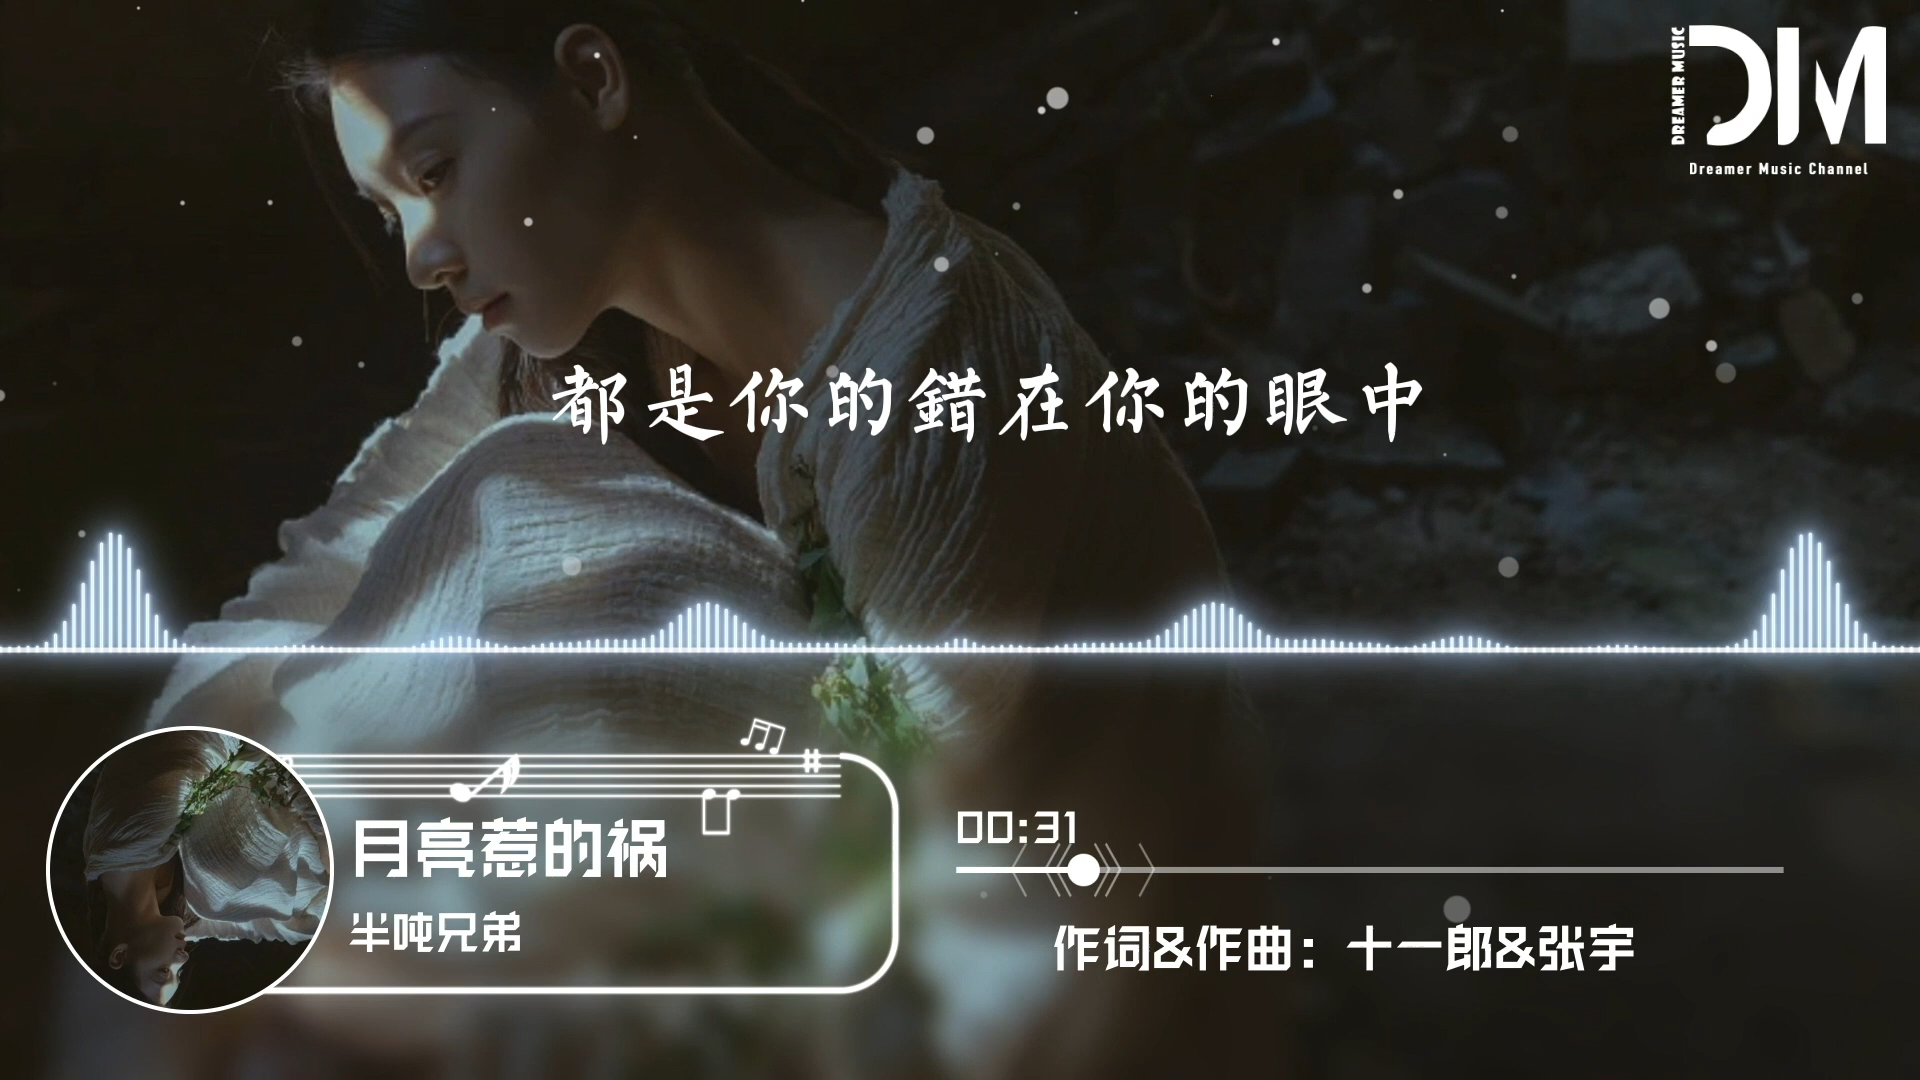 DREAMER MUSIC
DIM
Dreamer Music Channel
都是你的錯在你的眼中
月亮惹的祸
半吨兄弟
00:31
作词&作曲：十一郎&张宇